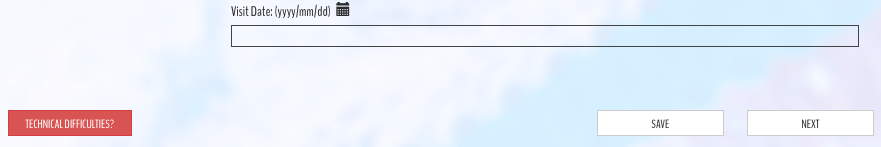 Visit Date: (yyyy/mm/dd)
TECHNICAL DIFFICULTIES?
SAVE
NEXT